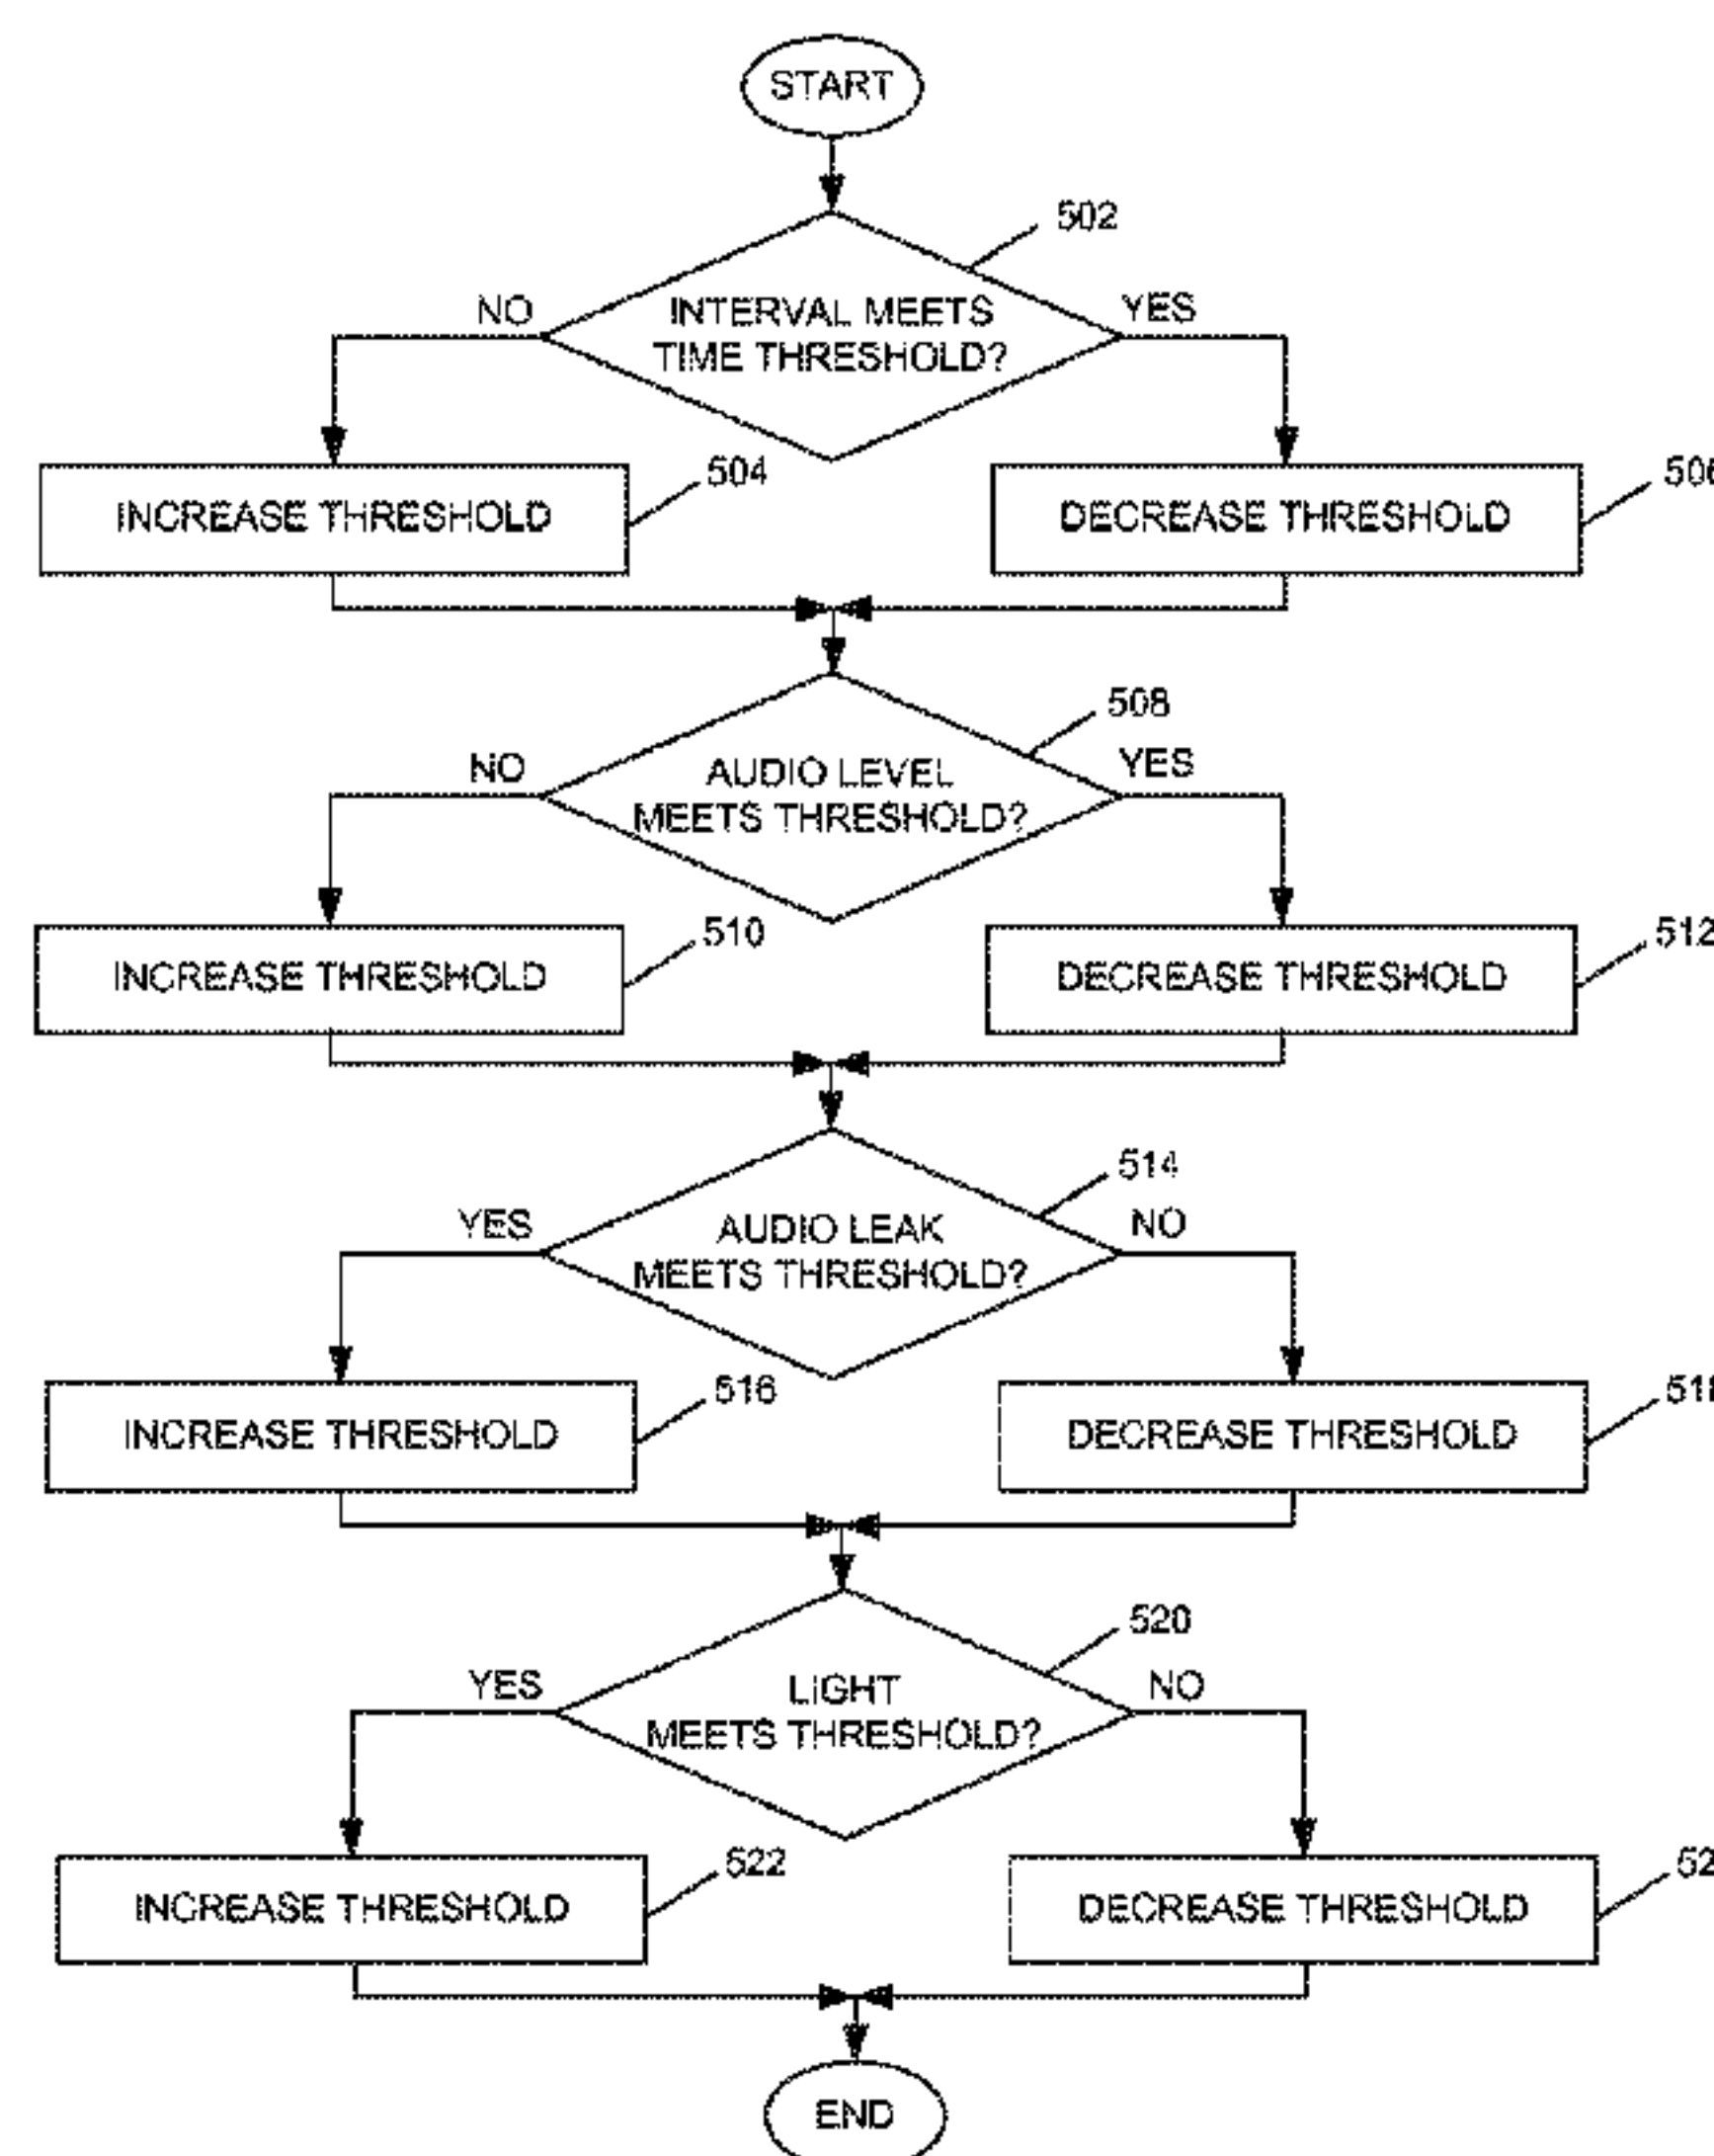 START
502
NO
INTERVAL MEETS
YES
TIME THRESHOLD?
504
INCREASE THRESHOLD
DECREASE THRESHOLD
508
NO
AUDIO LEVEL
YES
MEETS THRESHOLD?
510
512
INCREASE THRESHOLD
DECREASE THRESHOLD
514
YES
AUDIO LEAK
NO
MEETS THRESHOLD?
516
INCREASE THRESHOLD
DECREASE THRESHOLD
520
YES
LIGHT
NO
MEETS THRESHOLD?
522
INCREASE THRESHOLD
DECREASE THRESHOLD
END